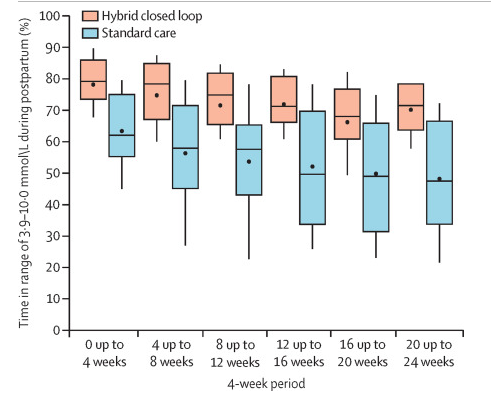 Hybrid closed loop
Standard care
Time in range of 3·9–10·0 mmol\L during postpartum (%)
100
90
80
70
60
50
40
30
20
10
0
0 up to
4 weeks
4 up to
8 weeks
8 up to
12 weeks
12 up to
16 weeks
16 up to
20 weeks
20 up to
24 weeks
4-week period